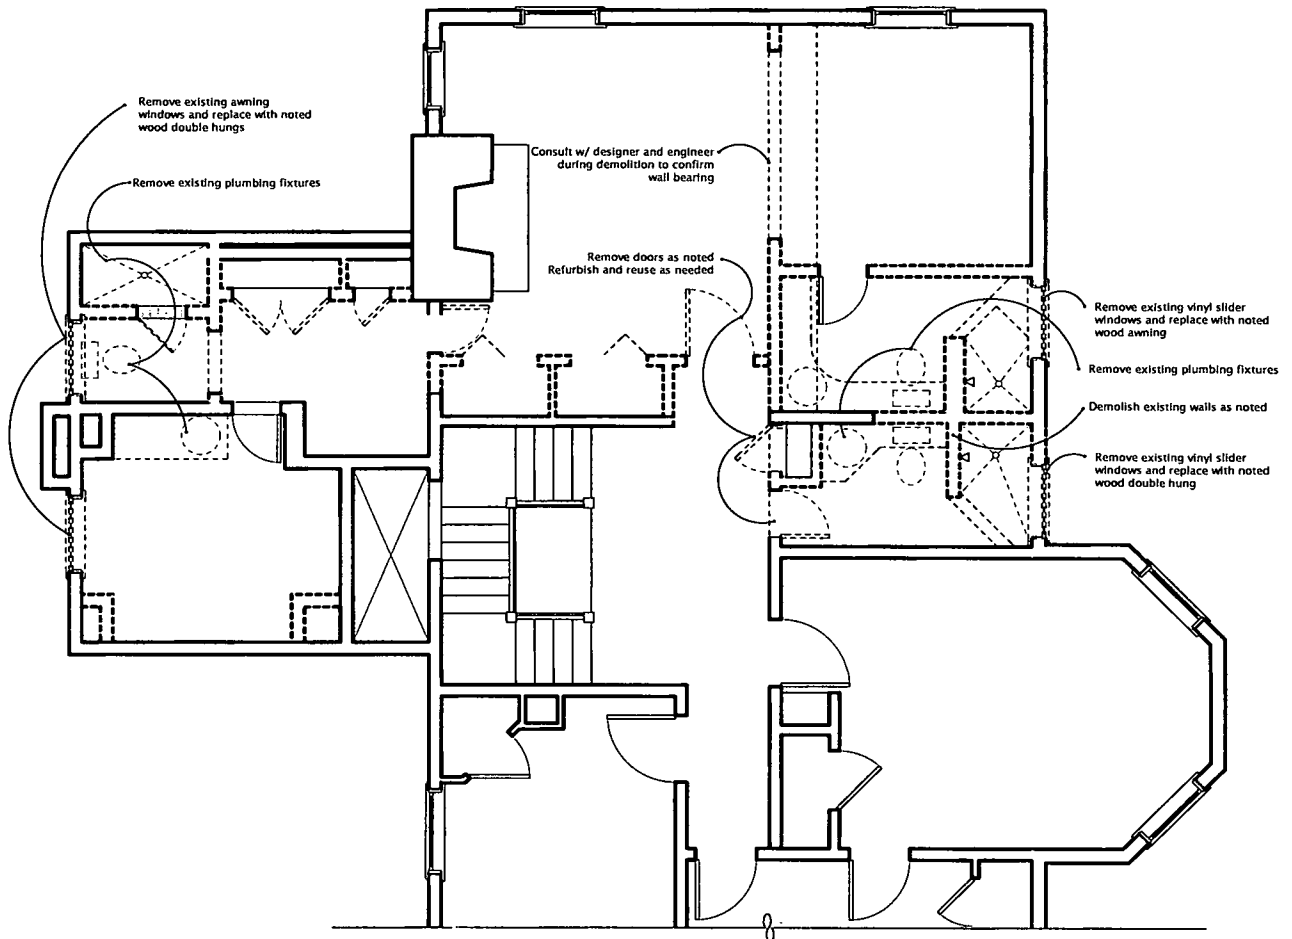 Remove existing awning
windows and replace with noted
wood double hungs
Remove existing plumbing fixtures
Consult w/ designer and engineer
during demolition to confirm
wall bearing
Remove doors as noted
Refurbish and reuse as needed
Remove existing vinyl slider
windows and replace with noted
wood awning
Remove existing plumbing fixtures
Demolish existing walls as noted
Remove existing vinyl slider
windows and replace with noted
wood double hung